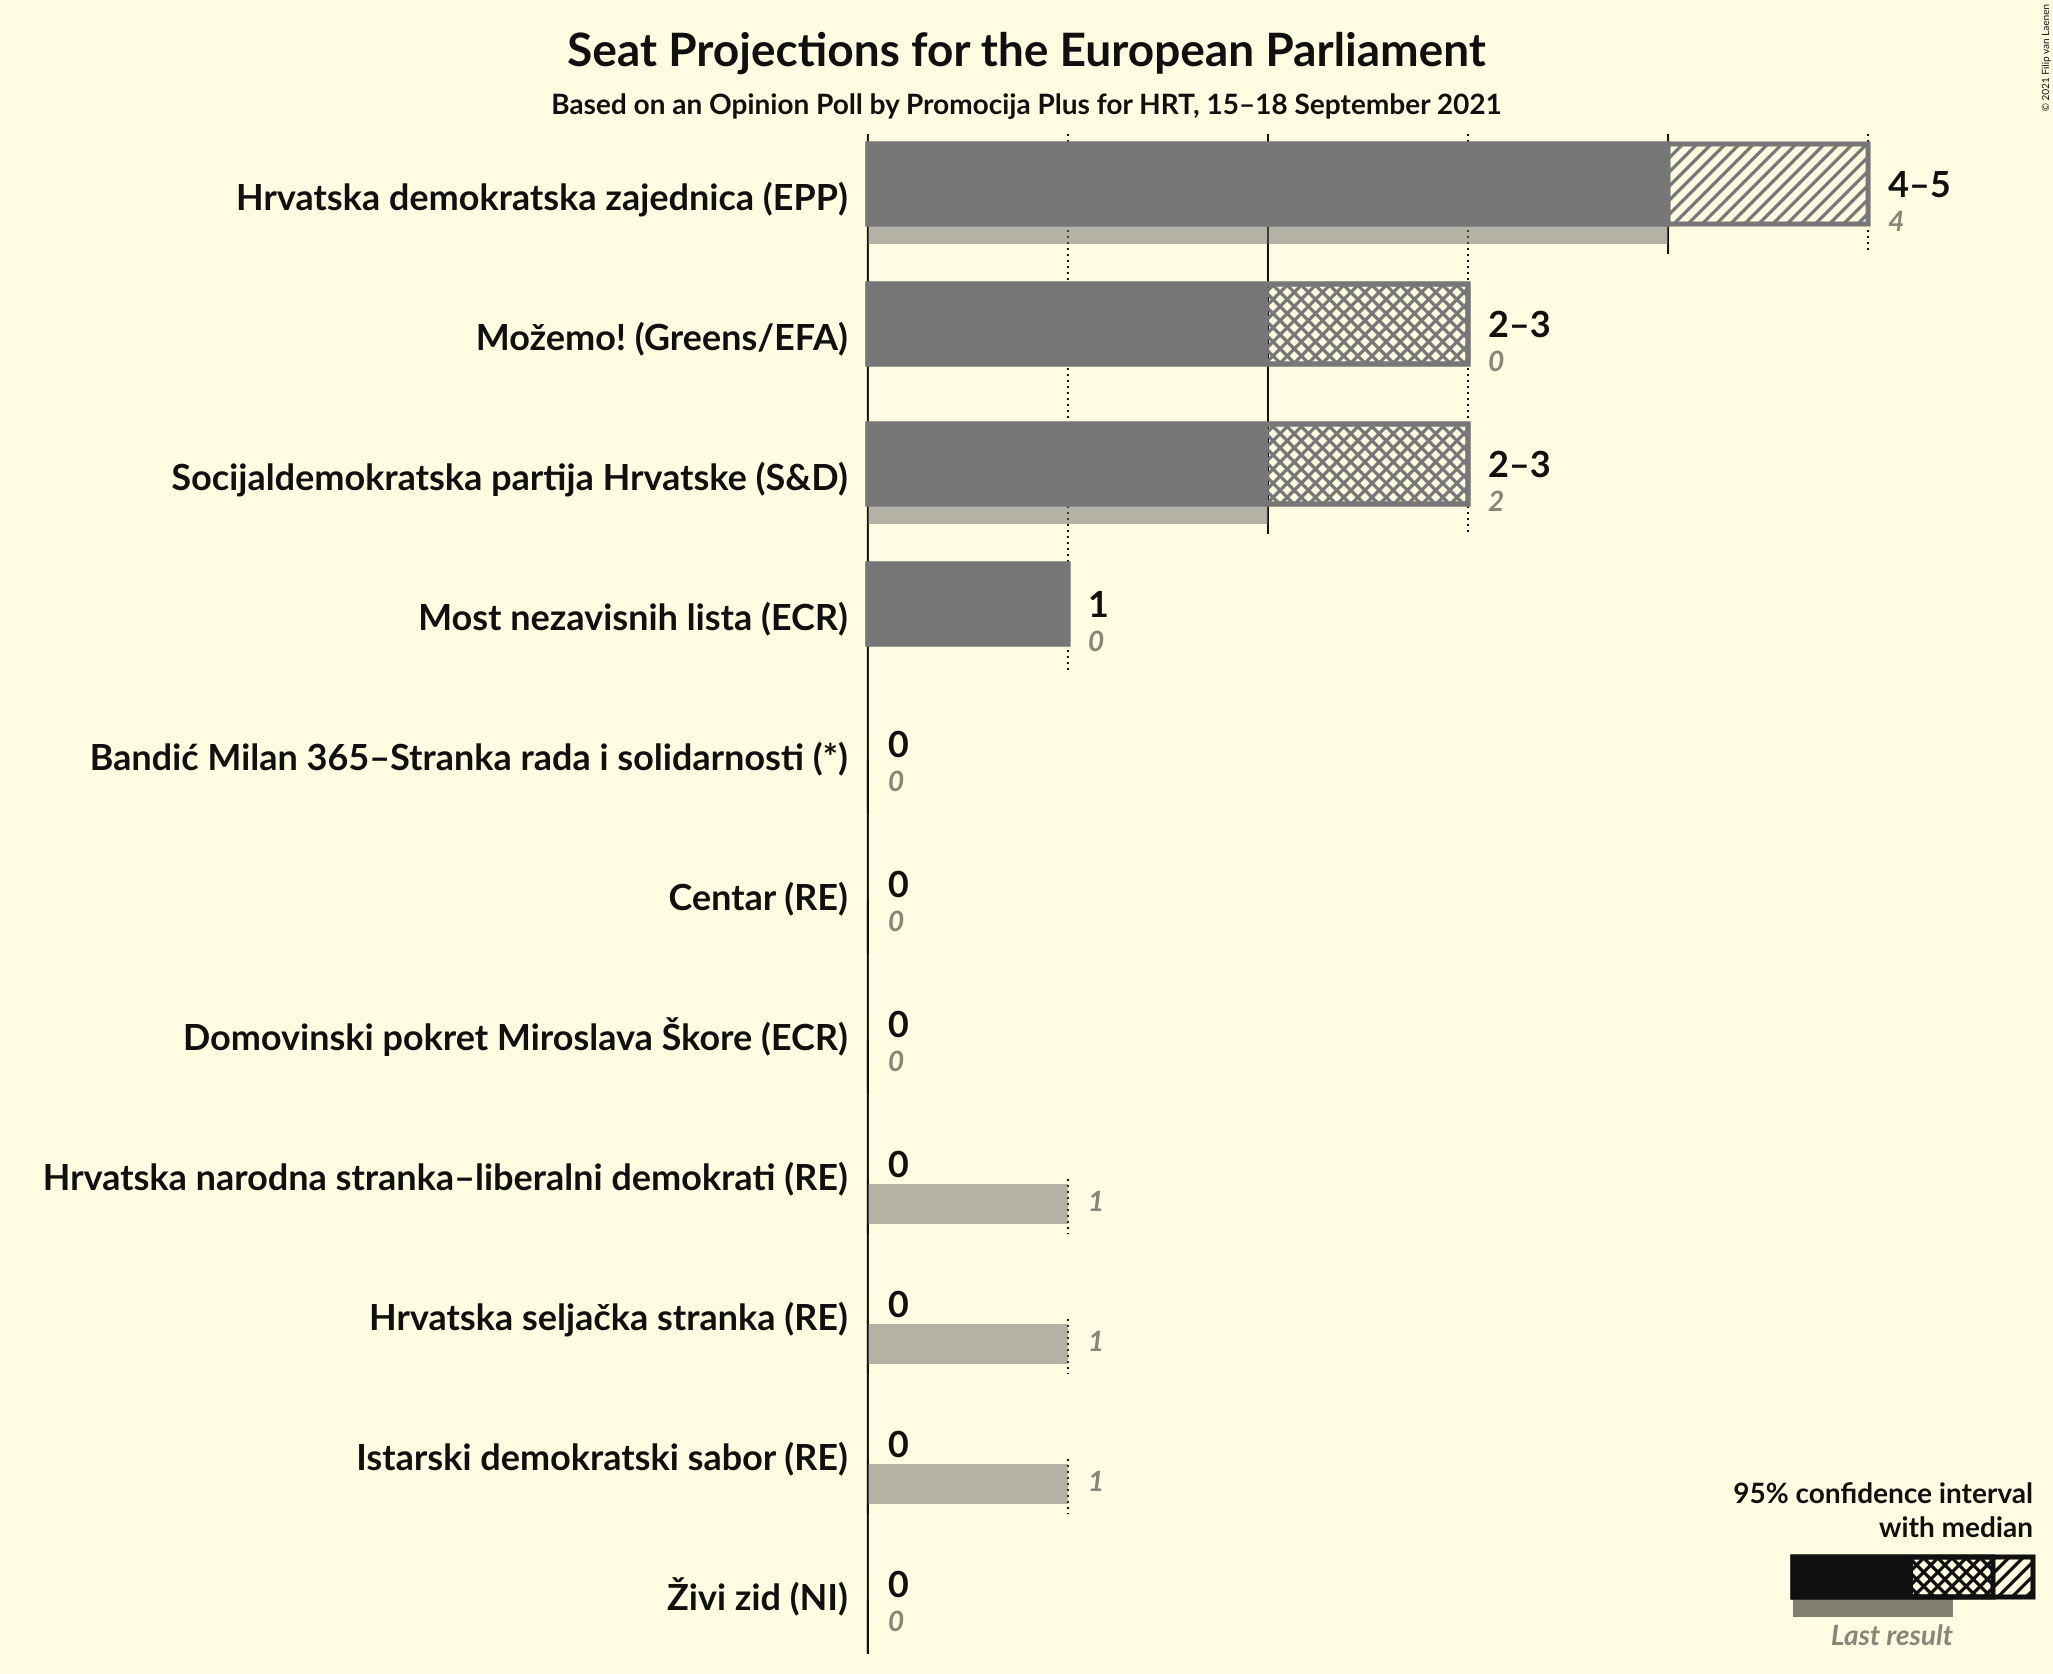 Seat Projections for the European Parliament
Based on an Opinion Poll by Promocija Plus for HRT, 15–18 September 2021
© 2021 Filip van Laenen
Hrvatska demokratska zajednica (EPP)
4–5
4
Možemo! (Greens/EFA)
2–3
0
Socijaldemokratska partija Hrvatske (S&D)
2–3
2
Most nezavisnih lista (ECR)
1
0
Bandić Milan 365–Stranka rada i solidarnosti (*)
0
0
Centar (RE)
0
0
Domovinski pokret Miroslava Škore (ECR)
0
0
Hrvatska narodna stranka–liberalni demokrati (RE)
0
1
Hrvatska seljačka stranka (RE)
0
1
Istarski demokratski sabor (RE)
0
1
Živi zid (NI)
0
0
95% confidence interval
with median
Last result